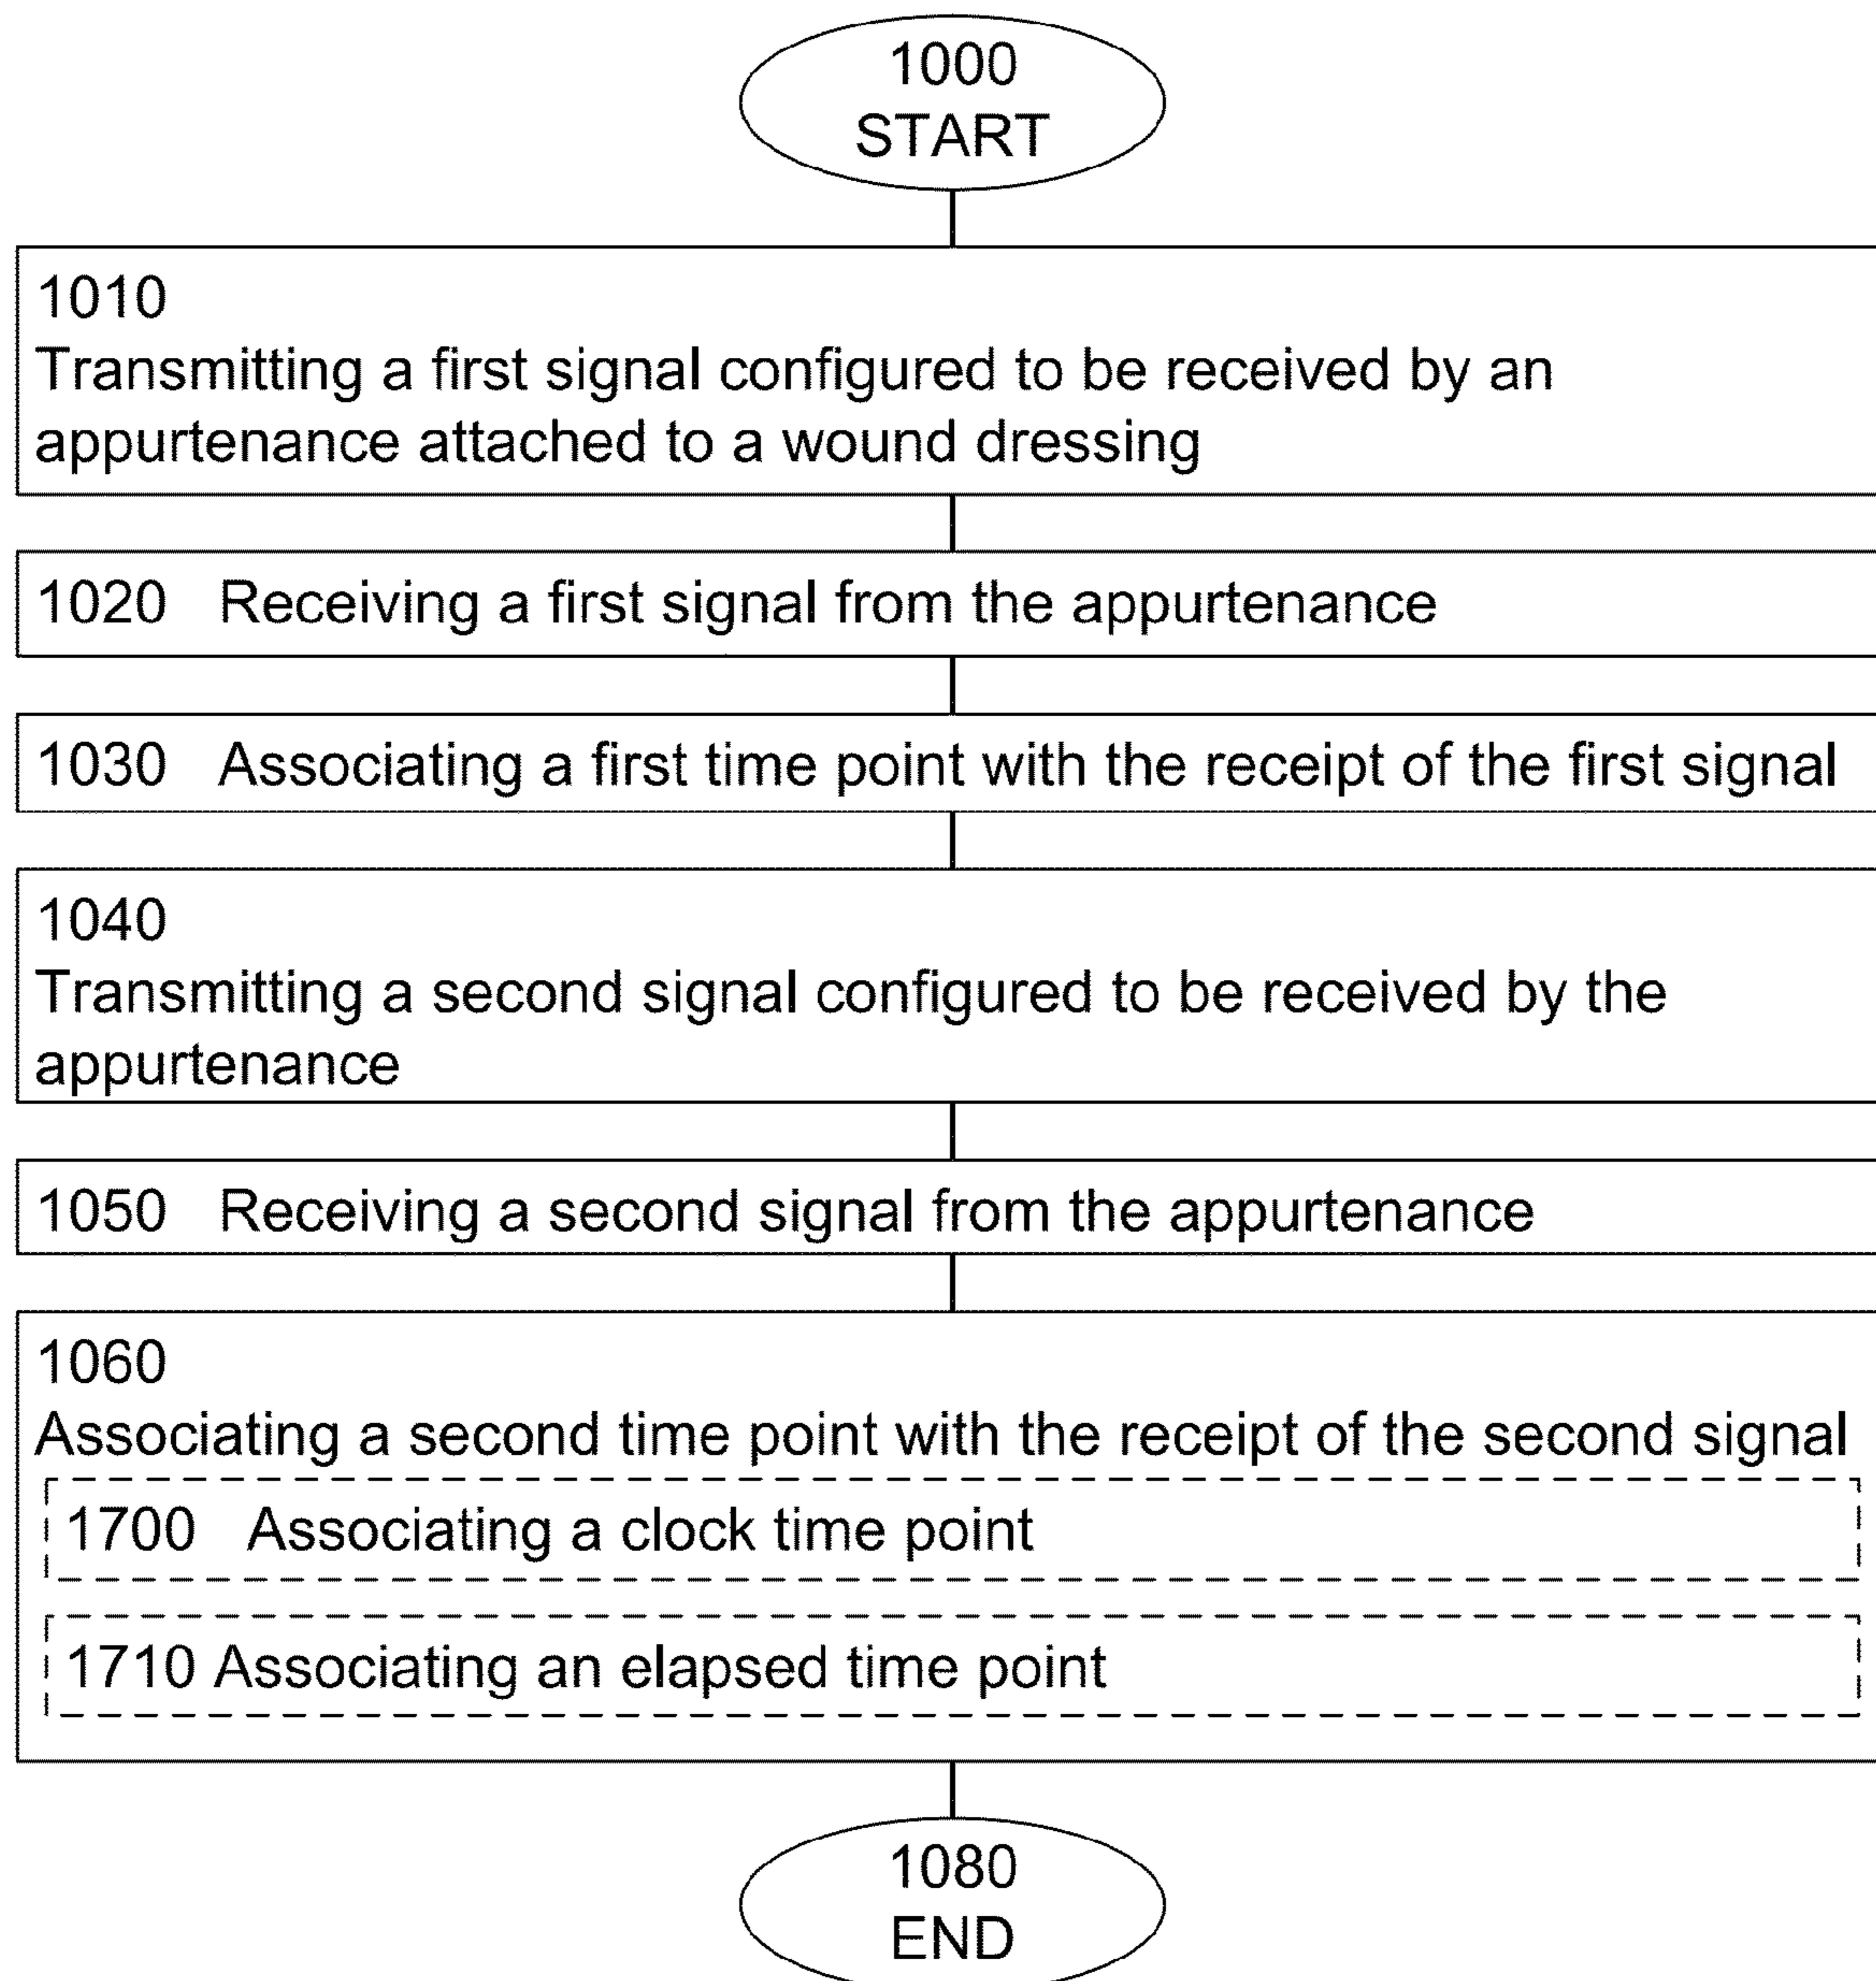 1000
START
1010
Transmitting a first signal configured to be received by an
appurtenance attached to a wound dressing
1020 Receiving a first signal from the appurtenance
1030 Associating a first time point with the receipt of the first signal
1040
Transmitting a second signal configured to be received by the
appurtenance
1050 Receiving a second signal from the appurtenance
1060
Associating a second time point with the receipt of the second signal
1700 Associating a clock time point
1710 Associating an elapsed time point
1080
END